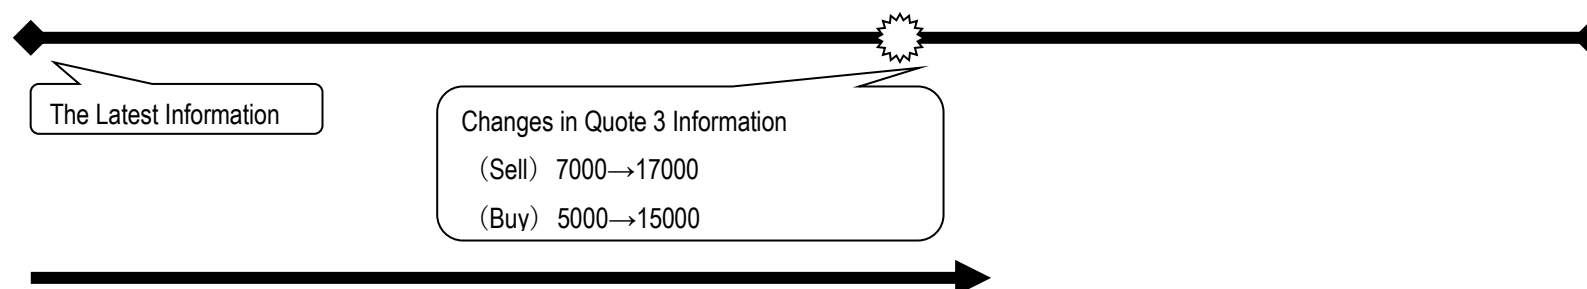 The Latest Information
Changes in Quote 3 Information
（Sell） 7000→17000
（Buy） 5000→15000